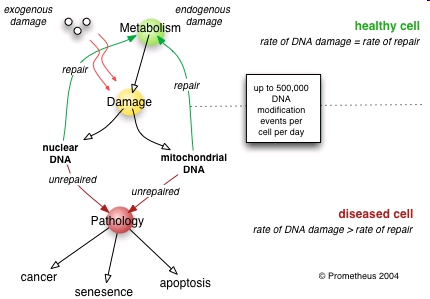 exogenous
damage
endogenous
damage
Metabolism
healthy cell
rate of DNA damage = rate of repair
repair
repair
Damage
up to 500,000
DNA
modification
events per
cell per day
nuclear
DNA
mitochondrial
DNA
unrepaired
unrepaired
Pathology
diseased cell
rate of DNA damage > rate of repair
cancer
senesence
apoptosis
© Prometheus 2004